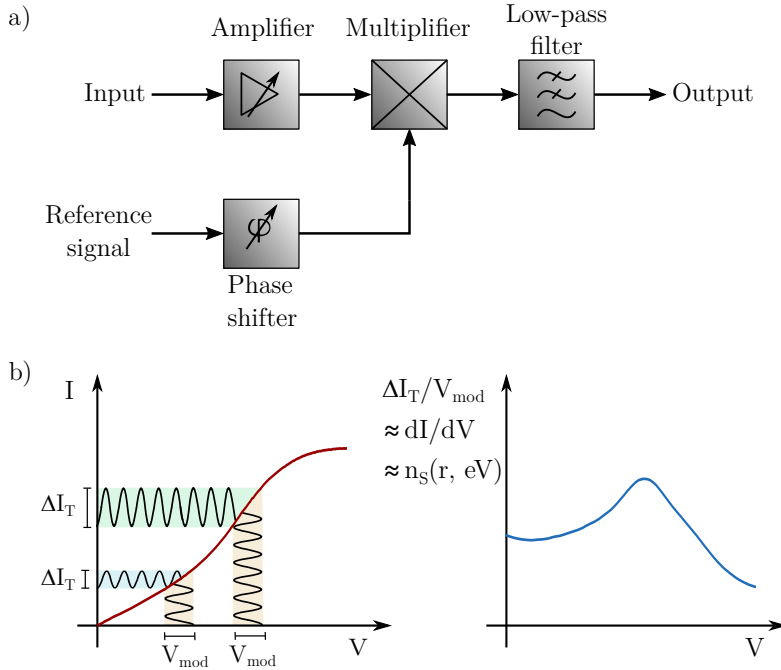 a)
Amplifier
Multiplifier
Low-pass
filter
Input
Output
Reference
signal
φ
Phase
shifter
b)
I
ΔI_T
ΔI_T
V
V_mod
V_mod
ΔI_T/V_mod
≈ dI/dV
≈ n_S(r, eV)
V